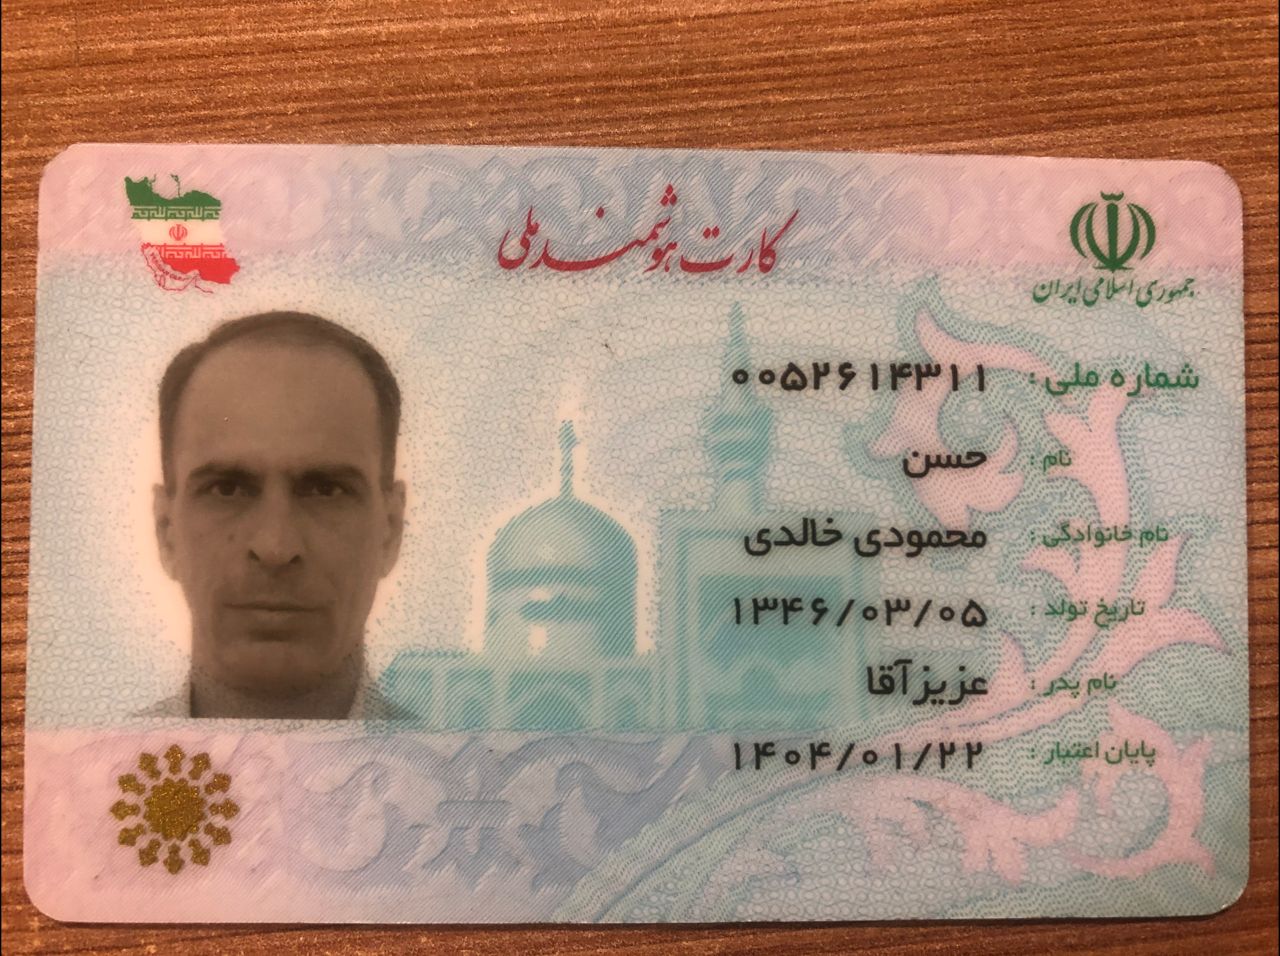 کارت هوشمند ملی
جمهوری اسلامی ایران
شماره ملی : ۰۰۵۲۶۱۴۳۱۱
نام : حسن
نام خانوادگی : محمودی خالدی
تاریخ تولد : ۱۳۴۶/۰۳/۰۵
نام پدر : عزیزآقا
پایان اعتبار : ۱۴۰۴/۰۱/۲۲